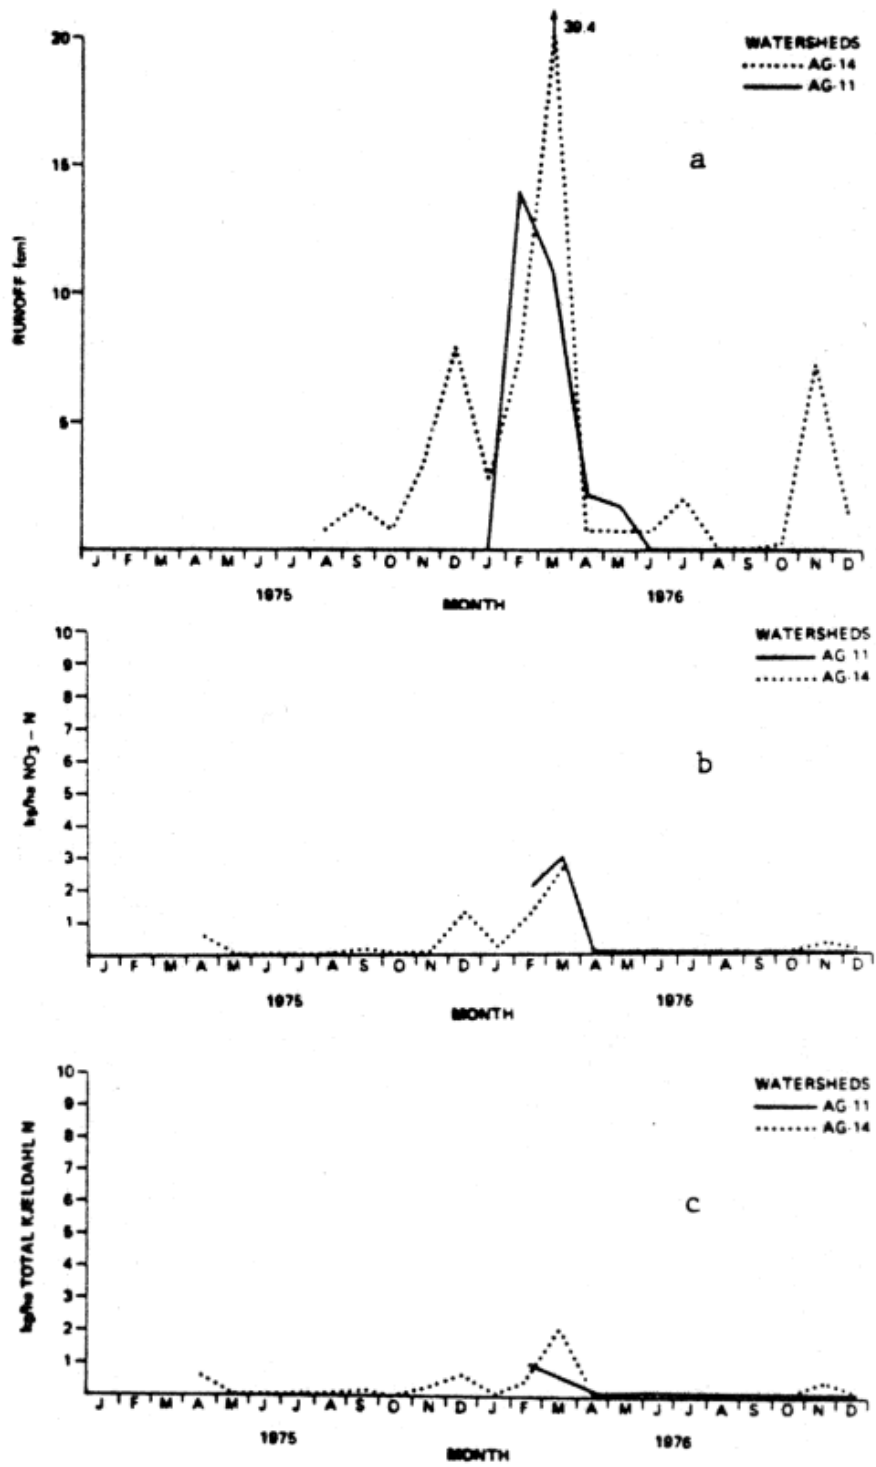 39.4
WATERSHEDS
AG-14
AG-11
a
20
15
10
5
RUNOFF (cm)
J F M A M J J A S O N D J F M A M J J A S O N D
1975 1976
MONTH
WATERSHEDS
AG 11
AG-14
b
10
9
8
7
6
5
4
3
2
1
kg/ha NO3 – N
J F M A M J J A S O N D J F M A M J J A S O N D
1975 1976
MONTH
WATERSHEDS
AG 11
AG-14
c
10
9
8
7
6
5
4
3
2
1
kg/ha TOTAL KJELDAHL N
J F M A M J J A S O N D J F M A M J J A S O N D
1975 1976
MONTH